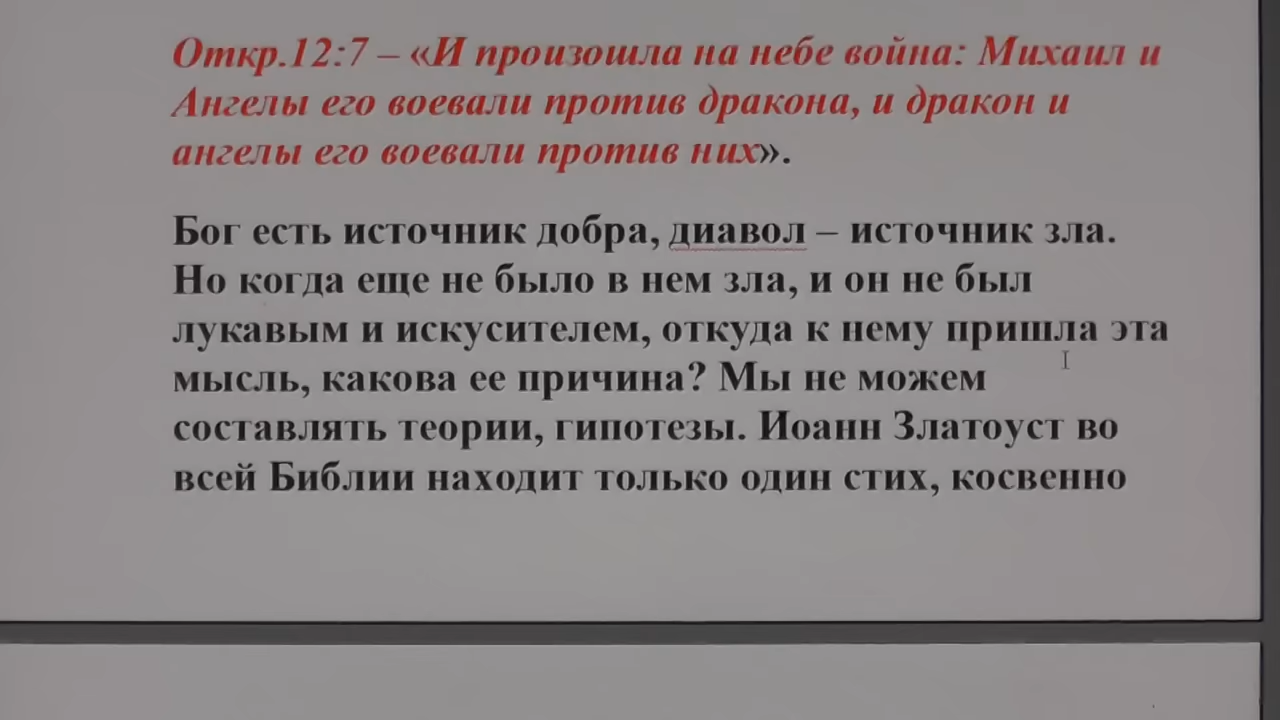 Откр.12:7 – «И произошла на небе война: Михаил и
Ангелы его воевали против дракона, и дракон и
ангелы его воевали против них».
Бог есть источник добра, диавол – источник зла.
Но когда еще не было в нем зла, и он не был
лукавым и искусителем, откуда к нему пришла эта
мысль, какова ее причина? Мы не можем
составлять теории, гипотезы. Иоанн Златоуст во
всей Библии находит только один стих, косвенно